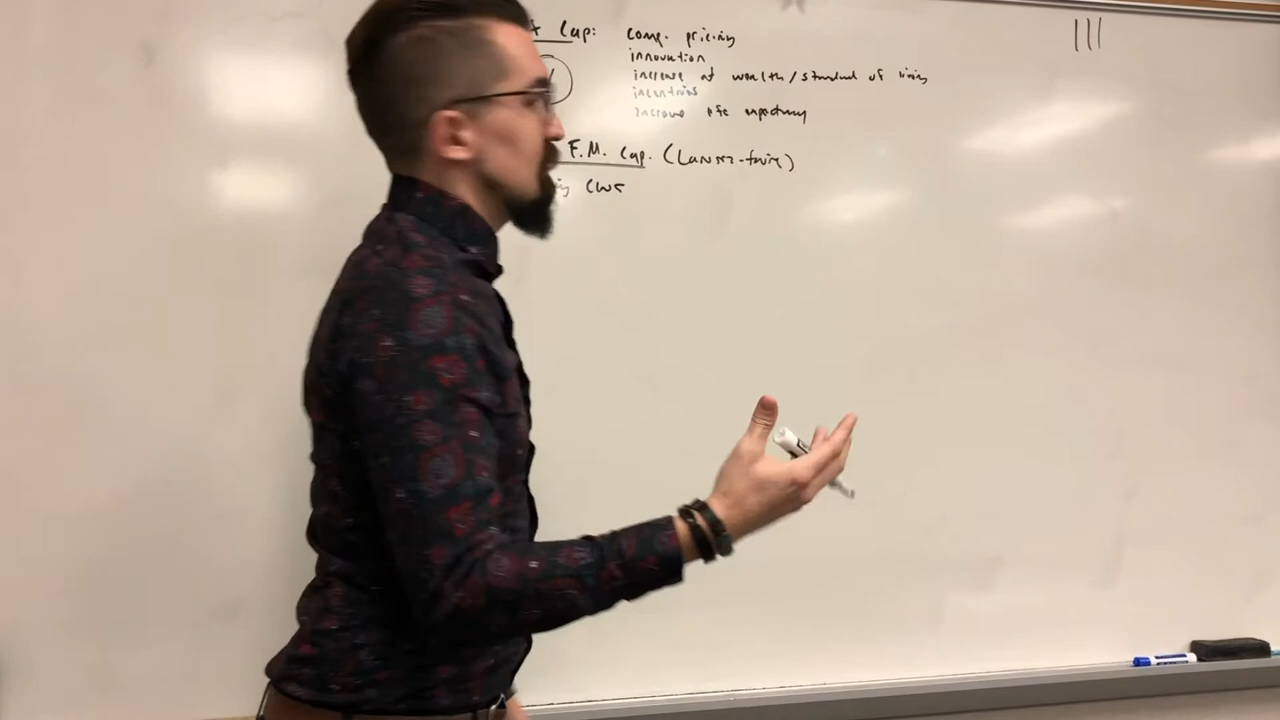 Cap: comp. pricing
innovation
increase of wealth/standard of living
incentives
increase life expectancy
F.M. Cap. (Laissez-faire)